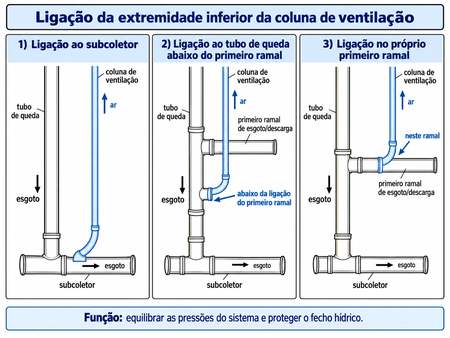 Ligação da extremidade inferior da coluna de ventilação
1) Ligação ao subcoletor
coluna de
ventilação
ar
tubo
de queda
esgoto
esgoto
subcoletor
2) Ligação ao tubo de queda
abaixo do primeiro ramal
coluna de
ventilação
ar
tubo
de queda
primeiro ramal
de esgoto/descarga
abaixo da ligação
do primeiro ramal
esgoto
esgoto
subcoletor
3) Ligação no próprio
primeiro ramal
coluna de
ventilação
ar
tubo
de queda
neste ramal
primeiro ramal
de esgoto/descarga
esgoto
esgoto
subcoletor
Função: equilibrar as pressões do sistema e proteger o fecho hídrico.